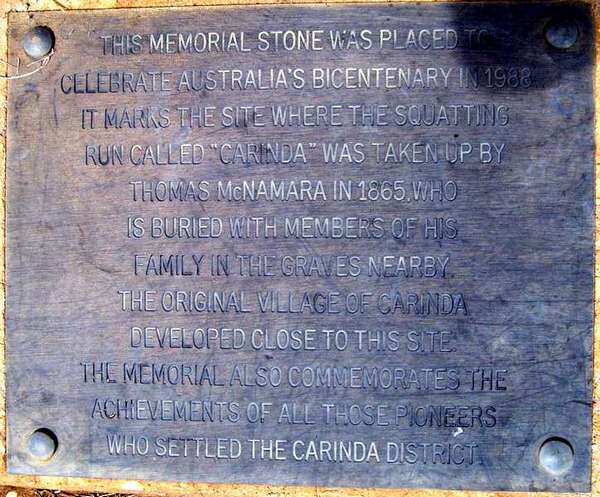 THIS MEMORIAL STONE WAS PLACED TO
CELEBRATE AUSTRALIA'S BICENTENARY IN 1988
IT MARKS THE SITE WHERE THE SQUATTING
RUN CALLED "CARINDA" WAS TAKEN UP BY
THOMAS McNAMARA IN 1865, WHO
IS BURIED WITH MEMBERS OF HIS
FAMILY IN THE GRAVES NEARBY.
THE ORIGINAL VILLAGE OF CARINDA
DEVELOPED CLOSE TO THIS SITE.
THE MEMORIAL ALSO COMMEMORATES THE
ACHIEVEMENTS OF ALL THOSE PIONEERS
WHO SETTLED THE CARINDA DISTRICT.